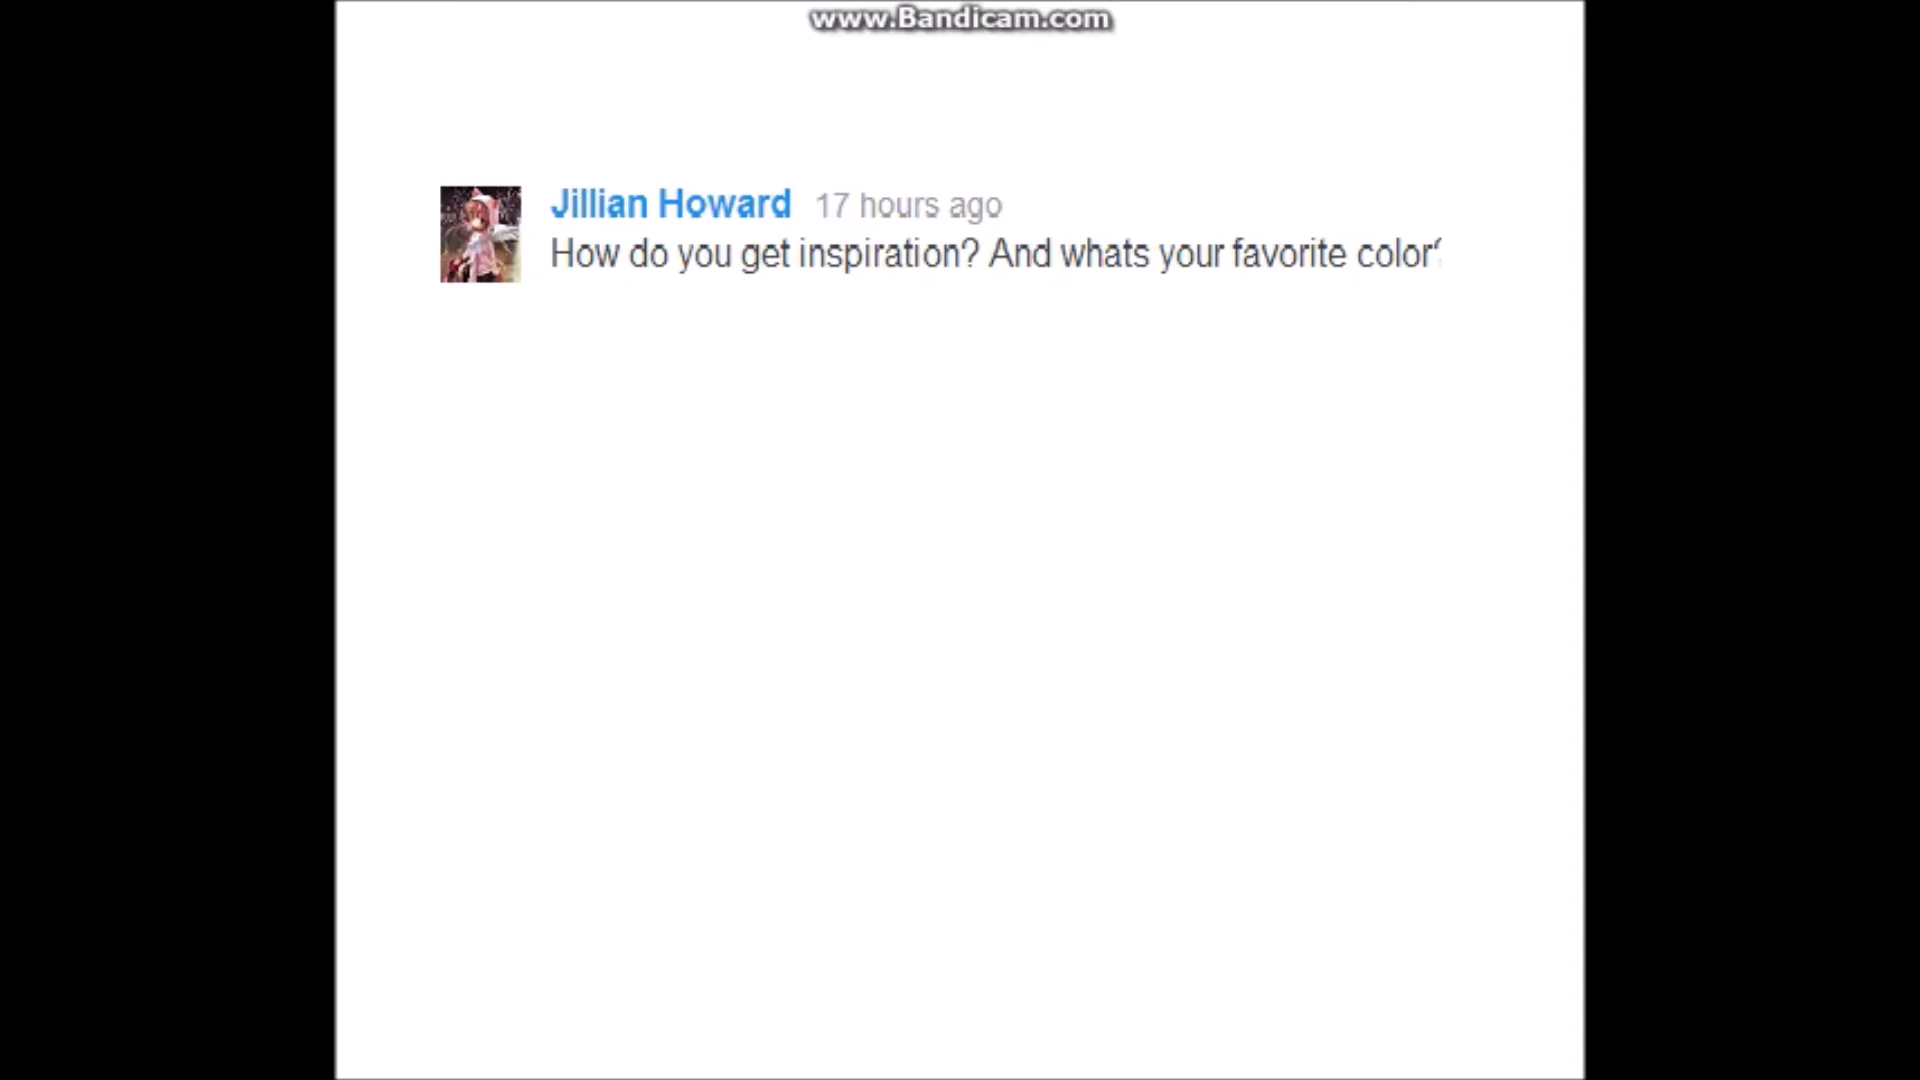 www.Bandicam.com
Jillian Howard 17 hours ago
How do you get inspiration? And whats your favorite color?